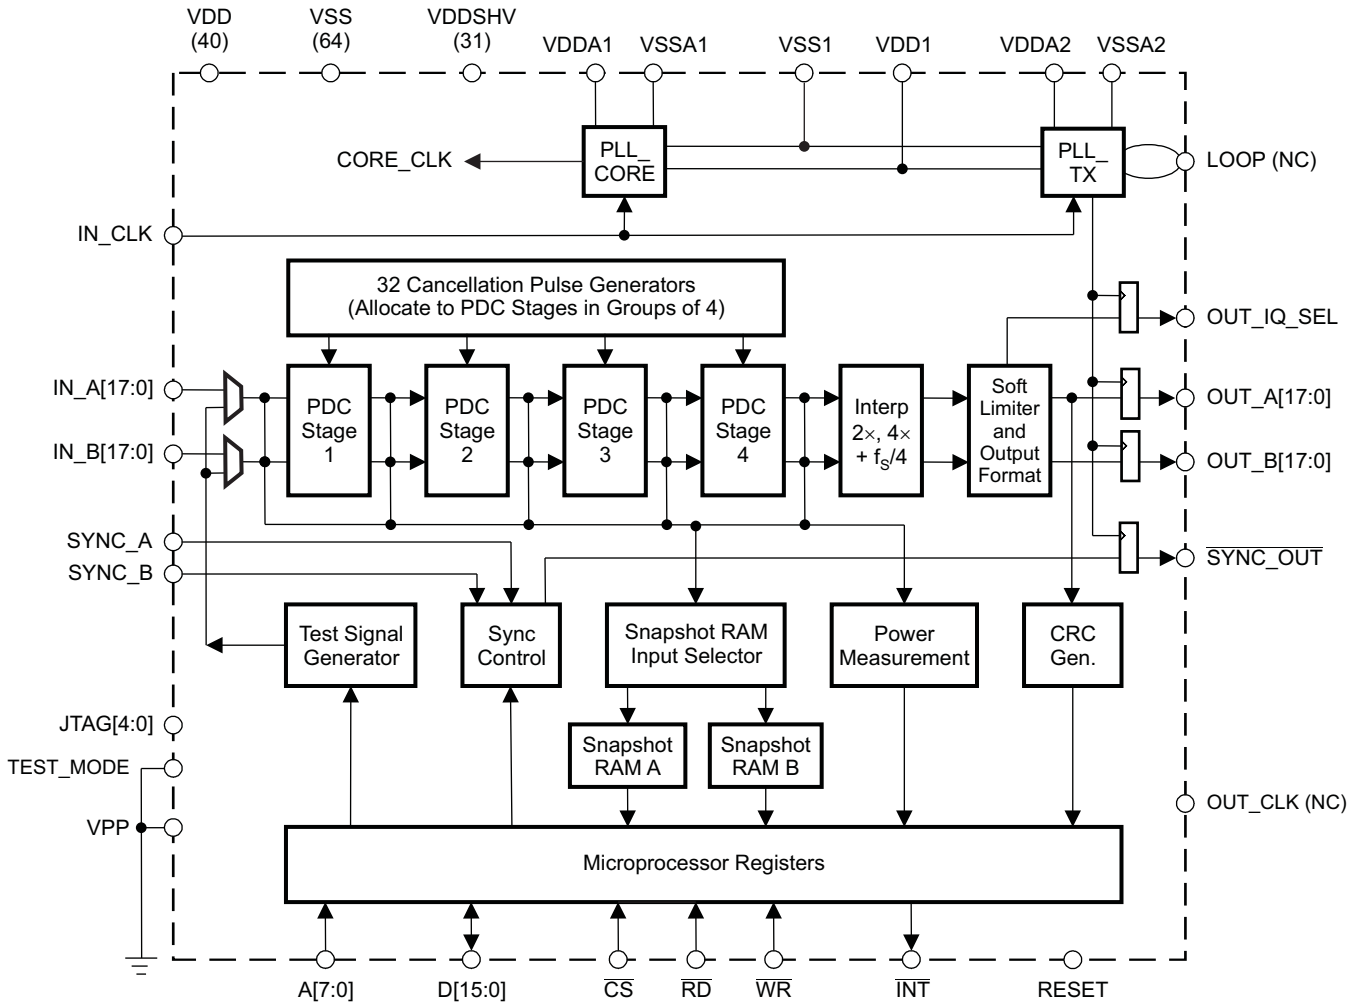 VDD
(40)
VSS
(64)
VDDSHV
(31)
VDDA1
VSSA1
VSS1
VDD1
VDDA2
VSSA2
CORE_CLK
PLL_
CORE
PLL_
TX
LOOP (NC)
IN_CLK
32 Cancellation Pulse Generators
(Allocate to PDC Stages in Groups of 4)
OUT_IQ_SEL
IN_A[17:0]
IN_B[17:0]
PDC
Stage
1
PDC
Stage
2
PDC
Stage
3
PDC
Stage
4
Interp
2×, 4×
+ fS/4
Soft
Limiter
and
Output
Format
OUT_A[17:0]
OUT_B[17:0]
SYNC_A
SYNC_B
SYNC_OUT
Test Signal
Generator
Sync
Control
Snapshot RAM
Input Selector
Power
Measurement
CRC
Gen.
JTAG[4:0]
TEST_MODE
VPP
Snapshot
RAM A
Snapshot
RAM B
OUT_CLK (NC)
Microprocessor Registers
A[7:0]
D[15:0]
CS
RD
WR
INT
RESET